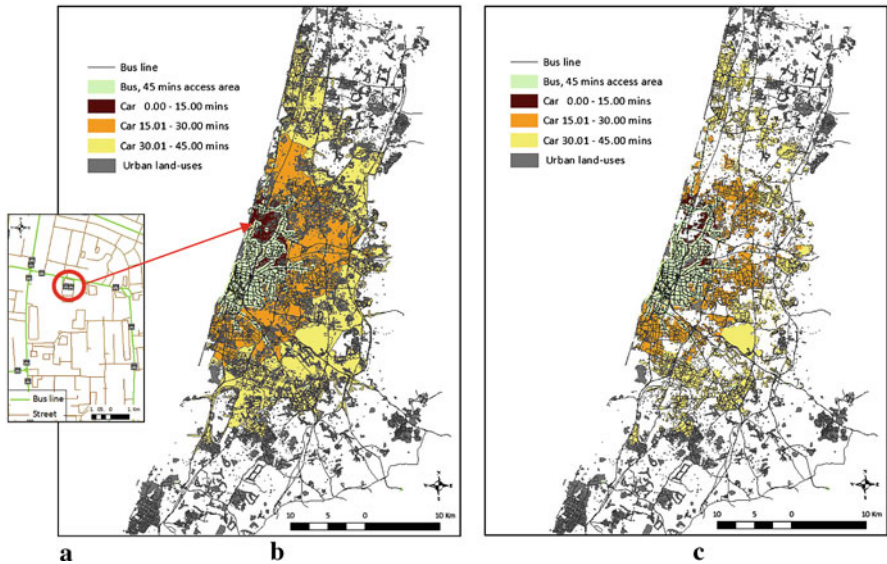 Bus line
Bus, 45 mins access area
Car 0.00 - 15.00 mins
Car 15.01 - 30.00 mins
Car 30.01 - 45.00 mins
Urban land-uses
Bus line
Street
1 Km
10 5 0 10 Km
a
b
Bus line
Bus, 45 mins access area
Car 0.00 - 15.00 mins
Car 15.01 - 30.00 mins
Car 30.01 - 45.00 mins
Urban land-uses
10 5 0 10 Km
c